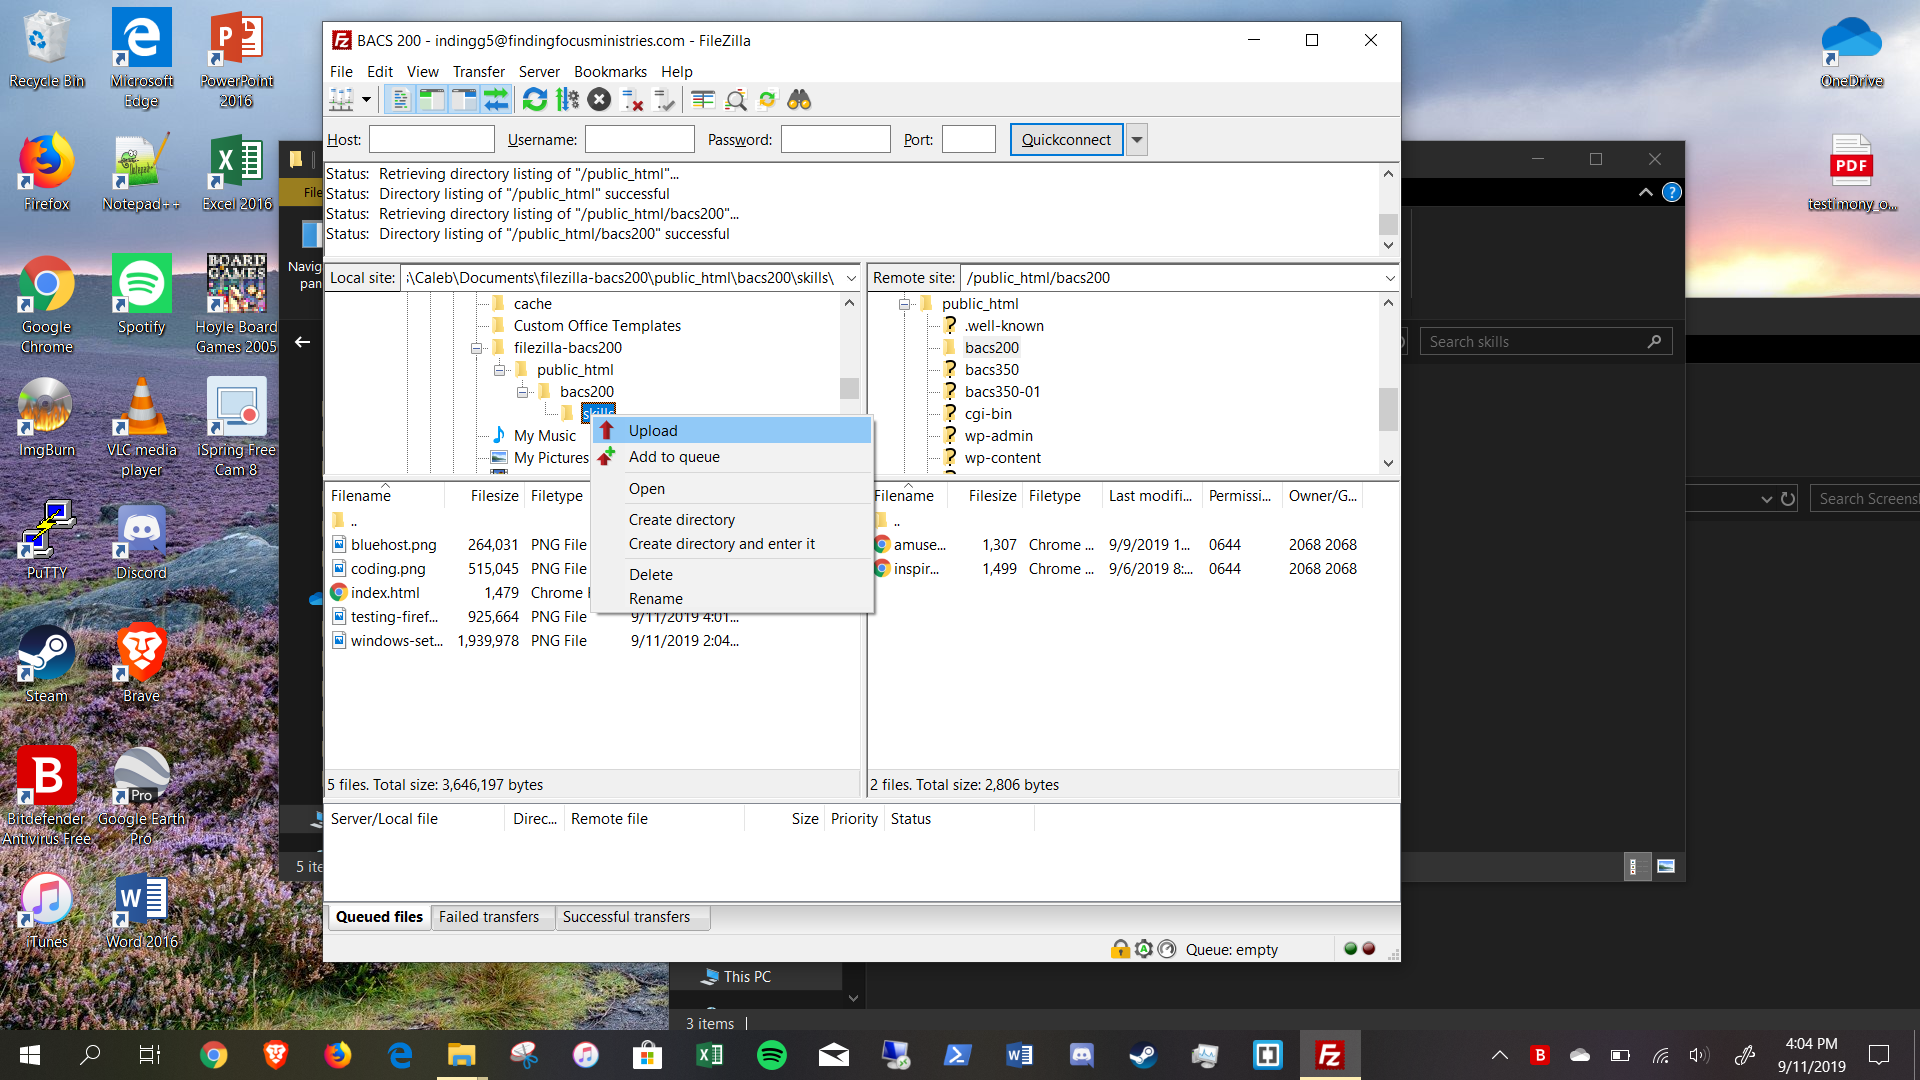 Recycle Bin
Microsoft Edge
PowerPoint 2016
Firefox
Notepad++
Excel 2016
Google Chrome
Spotify
Hoyle Board Games 2005
ImgBurn
VLC media player
iSpring Free Cam 8
PuTTY
Discord
Steam
Brave
Bitdefender Antivirus Free
Google Earth Pro
iTunes
Word 2016
OneDrive
PDF
testimony_o...
BACS 200 - indingg5@findingfocusministries.com - FileZilla
File Edit View Transfer Server Bookmarks Help
Host: Username: Password: Port: Quickconnect
Status: Retrieving directory listing of "/public_html"...
Status: Directory listing of "/public_html" successful
Status: Retrieving directory listing of "/public_html/bacs200"...
Status: Directory listing of "/public_html/bacs200" successful
Local site: \Caleb\Documents\filezilla-bacs200\public_html\bacs200\skills\
cache
Custom Office Templates
filezilla-bacs200
public_html
bacs200
skills
My Music
My Pictures
Remote site: /public_html/bacs200
public_html
.well-known
bacs200
bacs350
bacs350-01
cgi-bin
wp-admin
wp-content
Upload
Add to queue
Open
Create directory
Create directory and enter it
Delete
Rename
Filename Filesize Filetype
..
bluehost.png 264,031 PNG File
coding.png 515,045 PNG File
index.html 1,479 Chrome
testing-firef... 925,664 PNG File 9/11/2019 4:01...
windows-set... 1,939,978 PNG File 9/11/2019 2:04...
5 files. Total size: 3,646,197 bytes
Filename Filesize Filetype Last modifi... Permissi... Owner/G...
..
amuse... 1,307 Chrome ... 9/9/2019 1... 0644 2068 2068
inspir... 1,499 Chrome ... 9/6/2019 8:... 0644 2068 2068
2 files. Total size: 2,806 bytes
Server/Local file Direc... Remote file Size Priority Status
Queued files Failed transfers Successful transfers
Queue: empty
File
Navig
pan
5 ite
Search skills
Search Screens
This PC
3 items
4:04 PM
9/11/2019